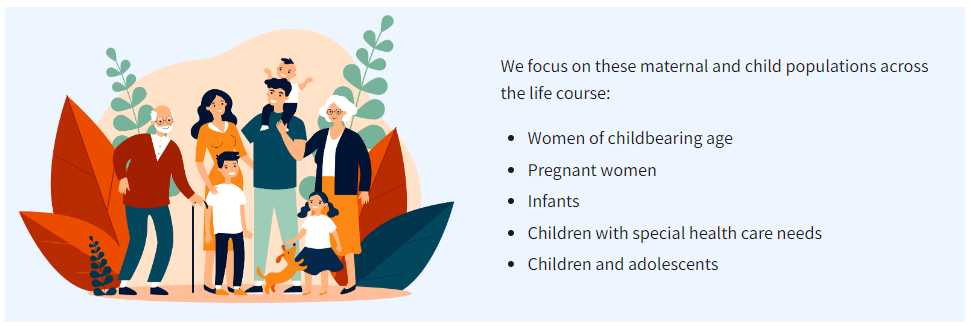 We focus on these maternal and child populations across
the life course:
• Women of childbearing age
• Pregnant women
• Infants
• Children with special health care needs
• Children and adolescents